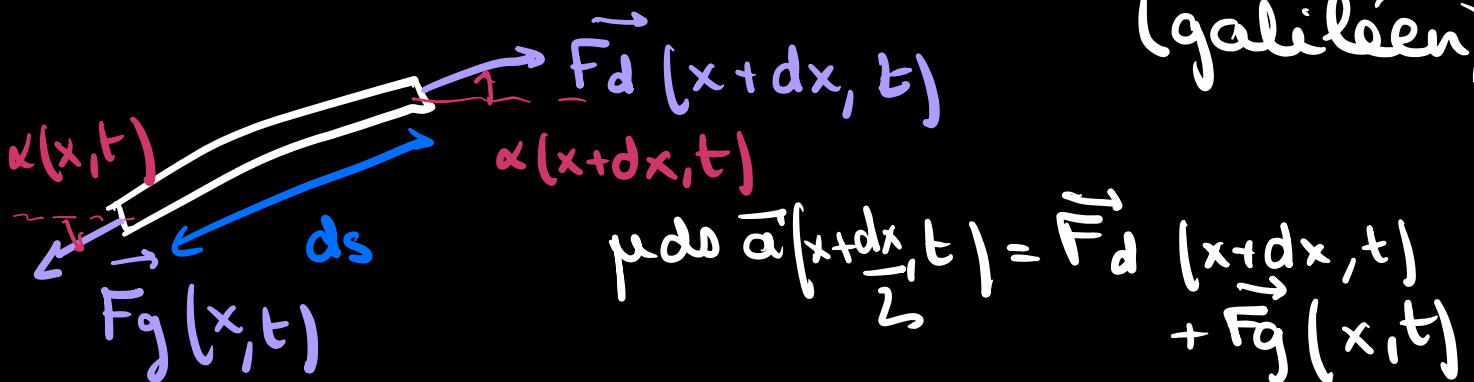 (galiléen)
Fd (x + dx, t)
α(x,t)
α(x+dx,t)
ds
Fg(x,t)
μds a(x+dx/2,t) = Fd (x+dx,t)
+ Fg (x,t)